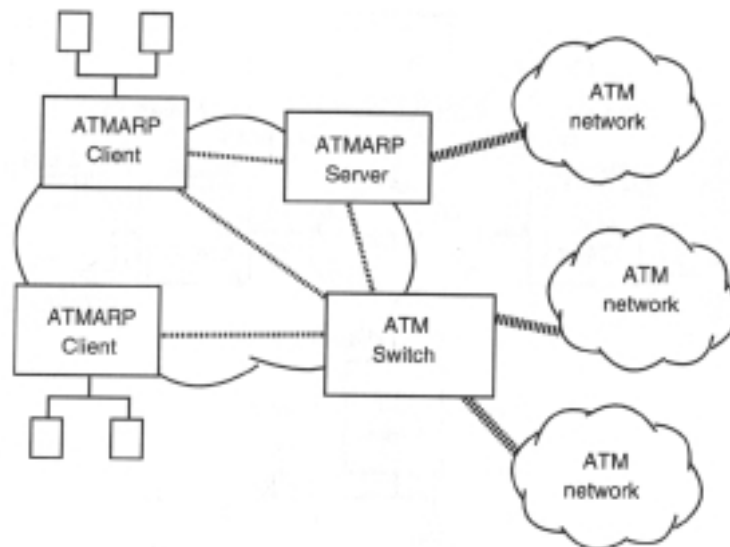 ATMARP
Client
ATMARP
Server
ATM
network
ATMARP
Client
ATM
Switch
ATM
network
ATM
network